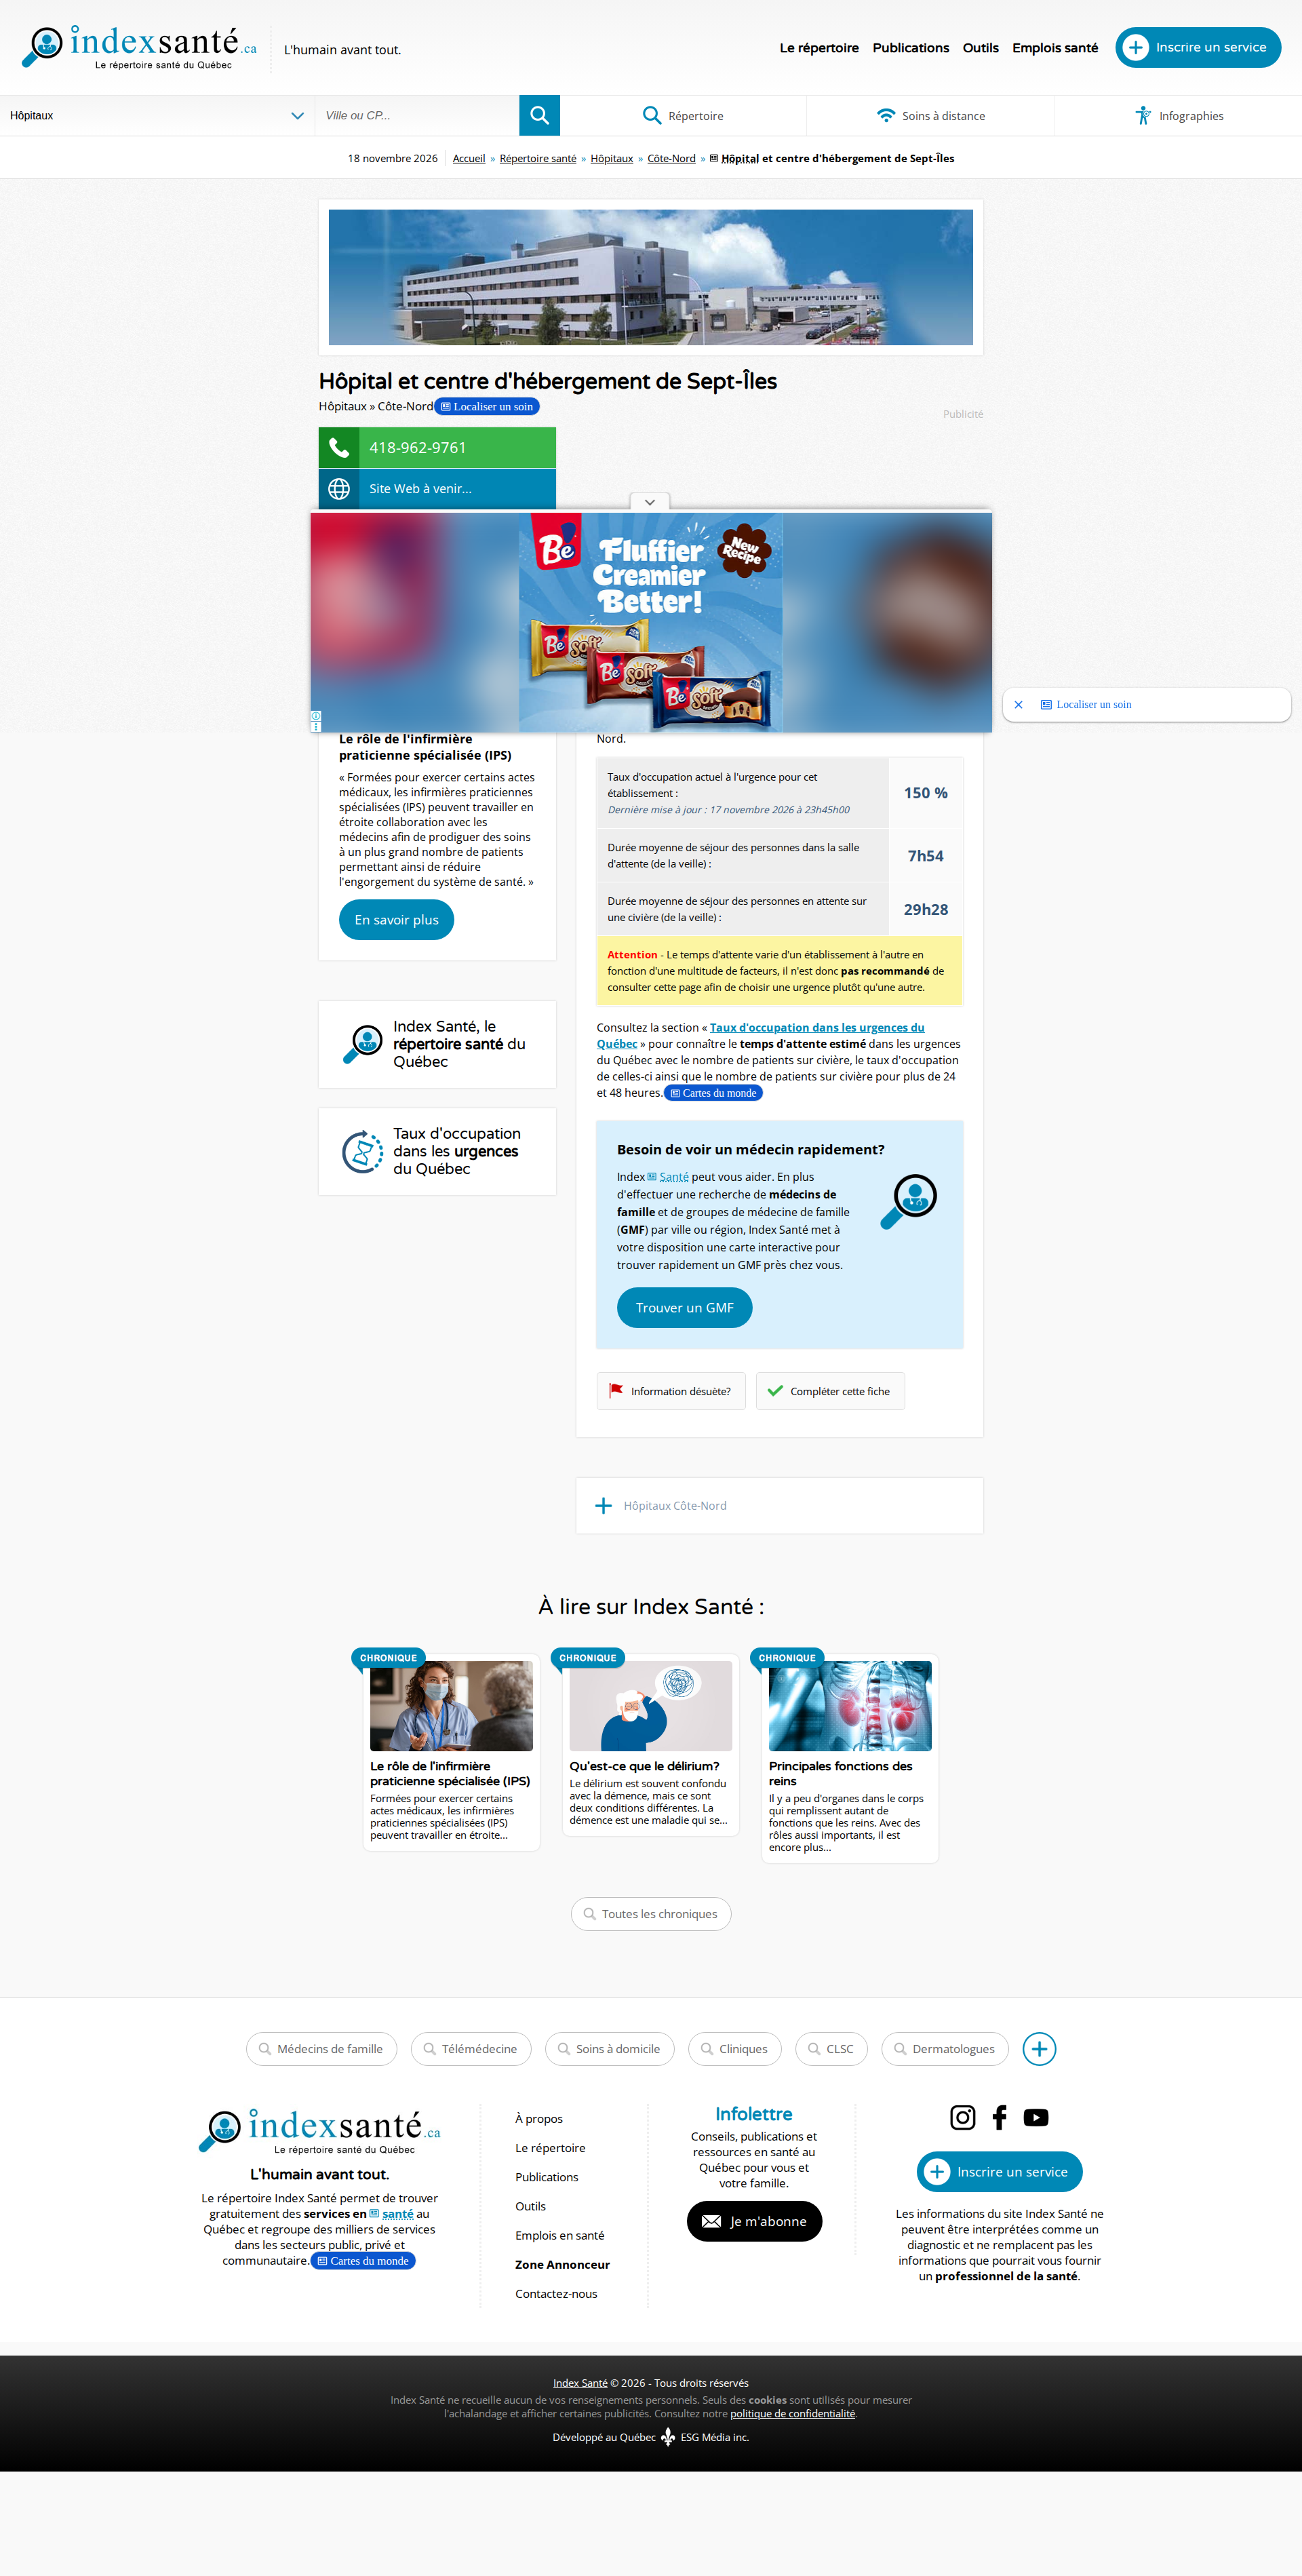 indexsanté.ca
Le répertoire santé du Québec
L'humain avant tout.
Le répertoire
Publications
Outils
Emplois santé
Inscrire un service
Hôpitaux
Ville ou CP...
Répertoire
Soins à distance
Infographies
18 novembre 2026
Accueil » Répertoire santé » Hôpitaux » Côte-Nord » Hôpital et centre d'hébergement de Sept-Îles
Hôpital et centre d'hébergement de Sept-Îles
Hôpitaux » Côte-Nord Localiser un soin
Publicité
418-962-9761
Site Web à venir...
Be
Fluffier
Creamier
Better!
New
Recipe
Be Soft
Be Soft
Be Soft
Localiser un soin
Le rôle de l'infirmière
praticienne spécialisée (IPS)
« Formées pour exercer certains actes
médicaux, les infirmières praticiennes
spécialisées (IPS) peuvent travailler en
étroite collaboration avec les
médecins afin de prodiguer des soins
à un plus grand nombre de patients
permettant ainsi de réduire
l'engorgement du système de santé. »
En savoir plus
Index Santé, le
répertoire santé du
Québec
Taux d'occupation
dans les urgences
du Québec
Nord.
Taux d'occupation actuel à l'urgence pour cet
établissement :
Dernière mise à jour : 17 novembre 2026 à 23h45h00
150 %
Durée moyenne de séjour des personnes dans la salle
d'attente (de la veille) :
7h54
Durée moyenne de séjour des personnes en attente sur
une civière (de la veille) :
29h28
Attention - Le temps d'attente varie d'un établissement à l'autre en
fonction d'une multitude de facteurs, il n'est donc pas recommandé de
consulter cette page afin de choisir une urgence plutôt qu'une autre.
Consultez la section « Taux d'occupation dans les urgences du
Québec » pour connaître le temps d'attente estimé dans les urgences
du Québec avec le nombre de patients sur civière, le taux d'occupation
de celles-ci ainsi que le nombre de patients sur civière pour plus de 24
et 48 heures. Cartes du monde
Besoin de voir un médecin rapidement?
Index Santé peut vous aider. En plus
d'effectuer une recherche de médecins de
famille et de groupes de médecine de famille
(GMF) par ville ou région, Index Santé met à
votre disposition une carte interactive pour
trouver rapidement un GMF près chez vous.
Trouver un GMF
Information désuète?
Compléter cette fiche
Hôpitaux Côte-Nord
À lire sur Index Santé :
CHRONIQUE
Le rôle de l'infirmière
praticienne spécialisée (IPS)
Formées pour exercer certains
actes médicaux, les infirmières
praticiennes spécialisées (IPS)
peuvent travailler en étroite...
CHRONIQUE
Qu'est-ce que le délirium?
Le délirium est souvent confondu
avec la démence, mais ce sont
deux conditions différentes. La
démence est une maladie qui se...
CHRONIQUE
Principales fonctions des
reins
Il y a peu d'organes dans le corps
qui remplissent autant de
fonctions que les reins. Avec des
rôles aussi importants, il est
encore plus...
Toutes les chroniques
Médecins de famille
Télémédecine
Soins à domicile
Cliniques
CLSC
Dermatologues
indexsanté.ca
Le répertoire santé du Québec
L'humain avant tout.
Le répertoire Index Santé permet de trouver
gratuitement des services en santé au
Québec et regroupe des milliers de services
dans les secteurs public, privé et
communautaire. Cartes du monde
À propos
Le répertoire
Publications
Outils
Emplois en santé
Zone Annonceur
Contactez-nous
Infolettre
Conseils, publications et
ressources en santé au
Québec pour vous et
votre famille.
Je m'abonne
Inscrire un service
Les informations du site Index Santé ne
peuvent être interprétées comme un
diagnostic et ne remplacent pas les
informations que pourrait vous fournir
un professionnel de la santé.
Index Santé © 2026 - Tous droits réservés
Index Santé ne recueille aucun de vos renseignements personnels. Seuls des cookies sont utilisés pour mesurer
l'achalandage et afficher certaines publicités. Consultez notre politique de confidentialité.
Développé au Québec ESG Média inc.